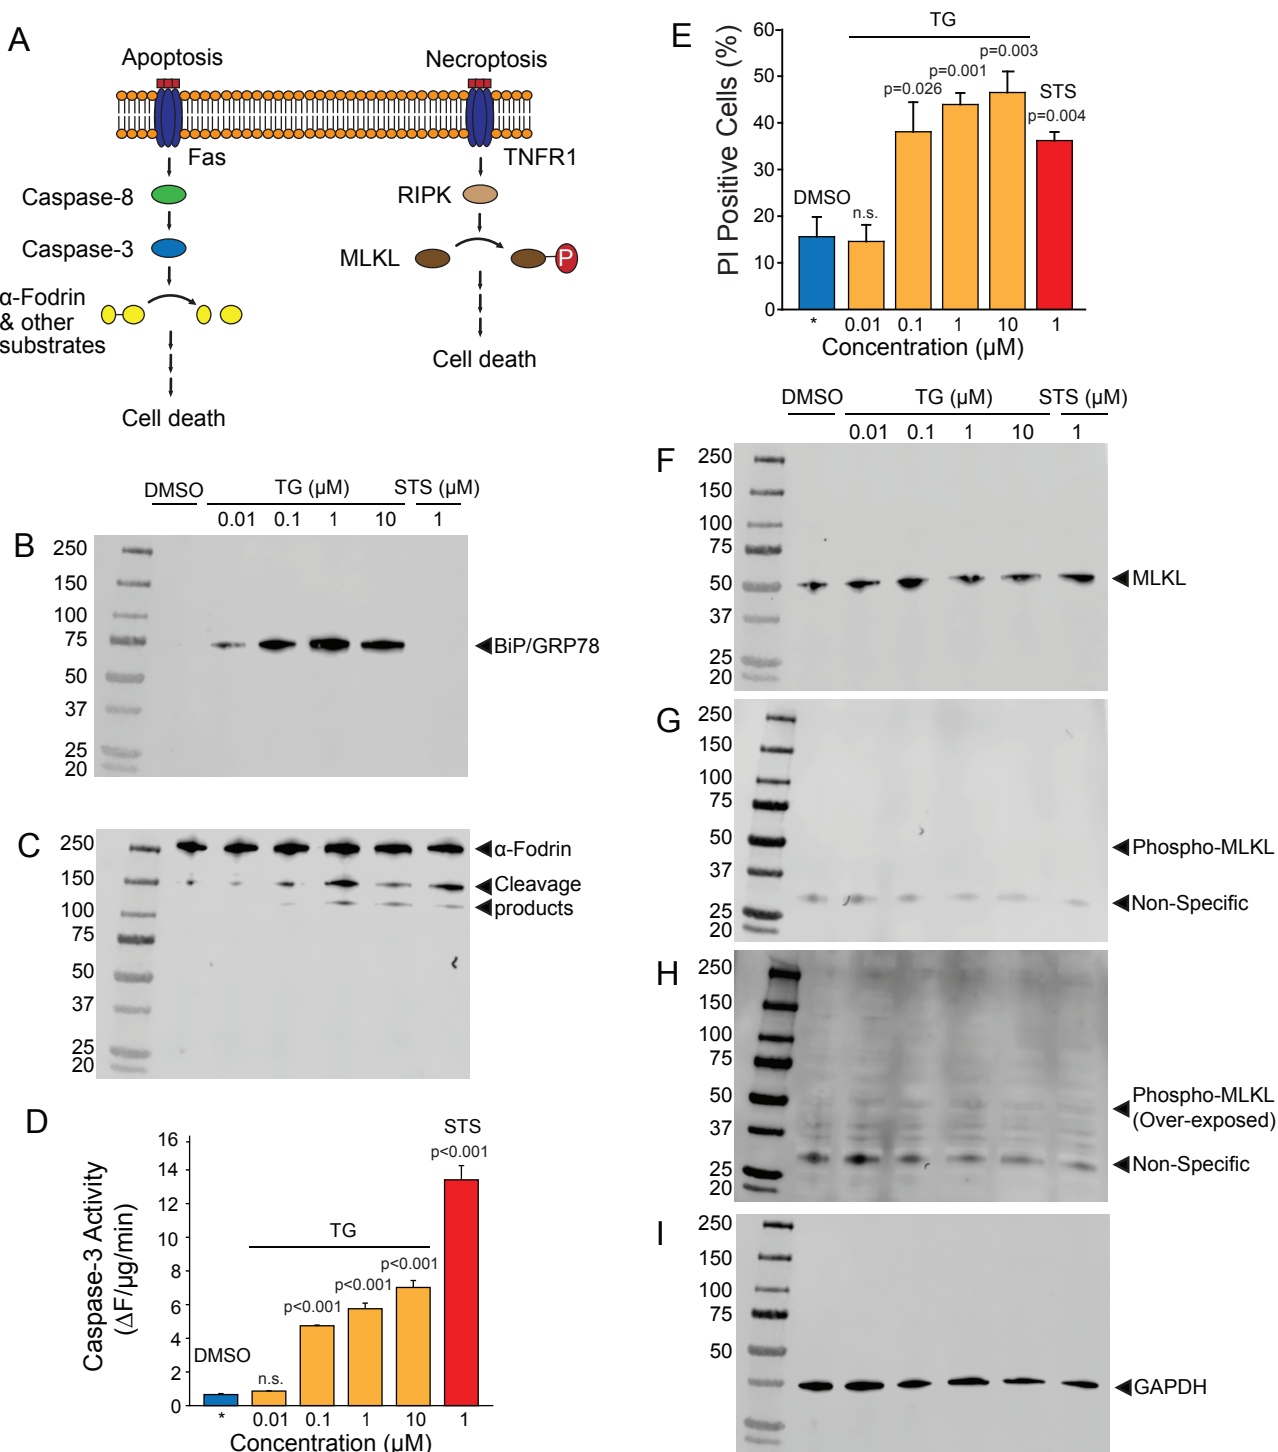 A
Apoptosis
Necroptosis
Fas
TNFR1
Caspase-8
RIPK
Caspase-3
MLKL
P
α-Fodrin
& other
substrates
Cell death
Cell death
B
DMSO
TG (µM)
STS (µM)
0.01 0.1 1 10 1
250
150
100
75
50
37
25
20
BiP/GRP78
C
250
150
100
75
50
37
25
20
α-Fodrin
Cleavage
products
D
Caspase-3 Activity
(ΔF/µg/min)
16
14
12
10
8
6
4
2
0
DMSO
n.s.
TG
p<0.001
p<0.001
p<0.001
STS
p<0.001
* 0.01 0.1 1 10 1
Concentration (µM)
E
PI Positive Cells (%)
60
50
40
30
20
10
0
DMSO
n.s.
TG
p=0.026
p=0.001
p=0.003
STS
p=0.004
* 0.01 0.1 1 10 1
Concentration (µM)
DMSO
TG (µM)
STS (µM)
0.01 0.1 1 10 1
F
250
150
100
75
50
37
25
20
MLKL
G
250
150
100
75
50
37
25
20
Phospho-MLKL
Non-Specific
H
250
150
100
75
50
37
25
20
Phospho-MLKL
(Over-exposed)
Non-Specific
I
250
150
100
75
50
GAPDH